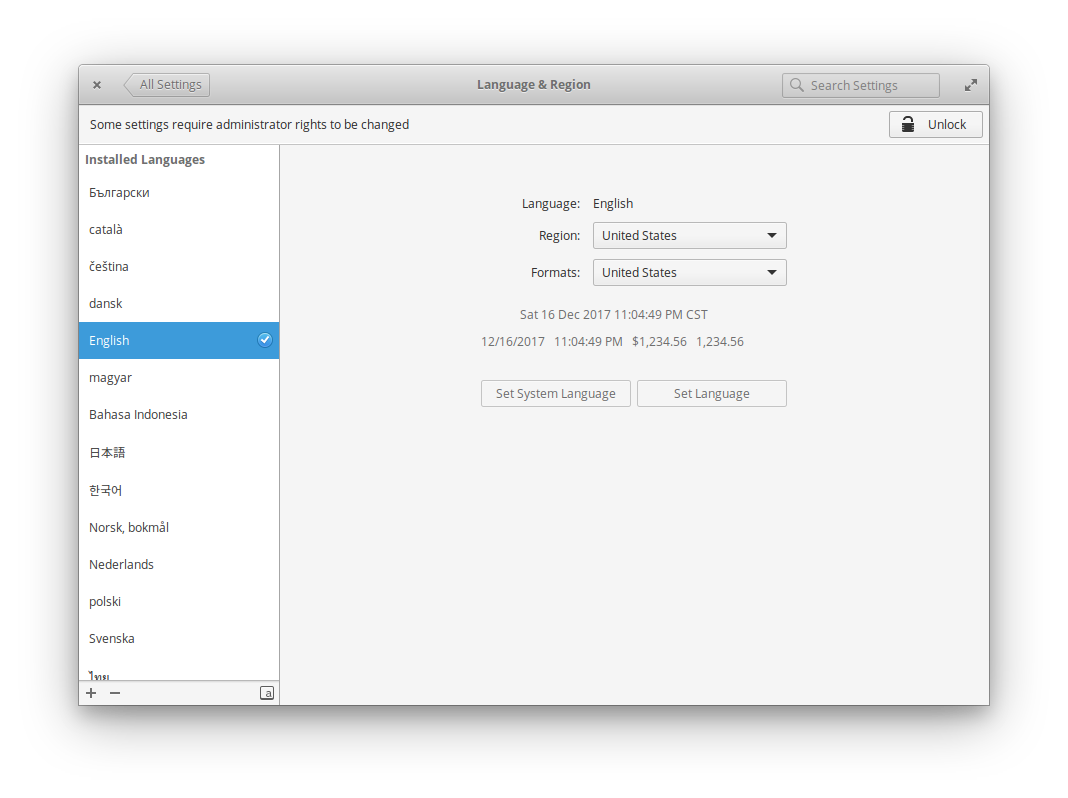 All Settings
Language & Region
Search Settings
Some settings require administrator rights to be changed
Unlock
Installed Languages
Български
català
čeština
dansk
English
magyar
Bahasa Indonesia
日本語
한국어
Norsk, bokmål
Nederlands
polski
Svenska
ไทย
a
Language: English
Region: United States
Formats: United States
Sat 16 Dec 2017 11:04:49 PM CST
12/16/2017 11:04:49 PM $1,234.56 1,234.56
Set System Language
Set Language